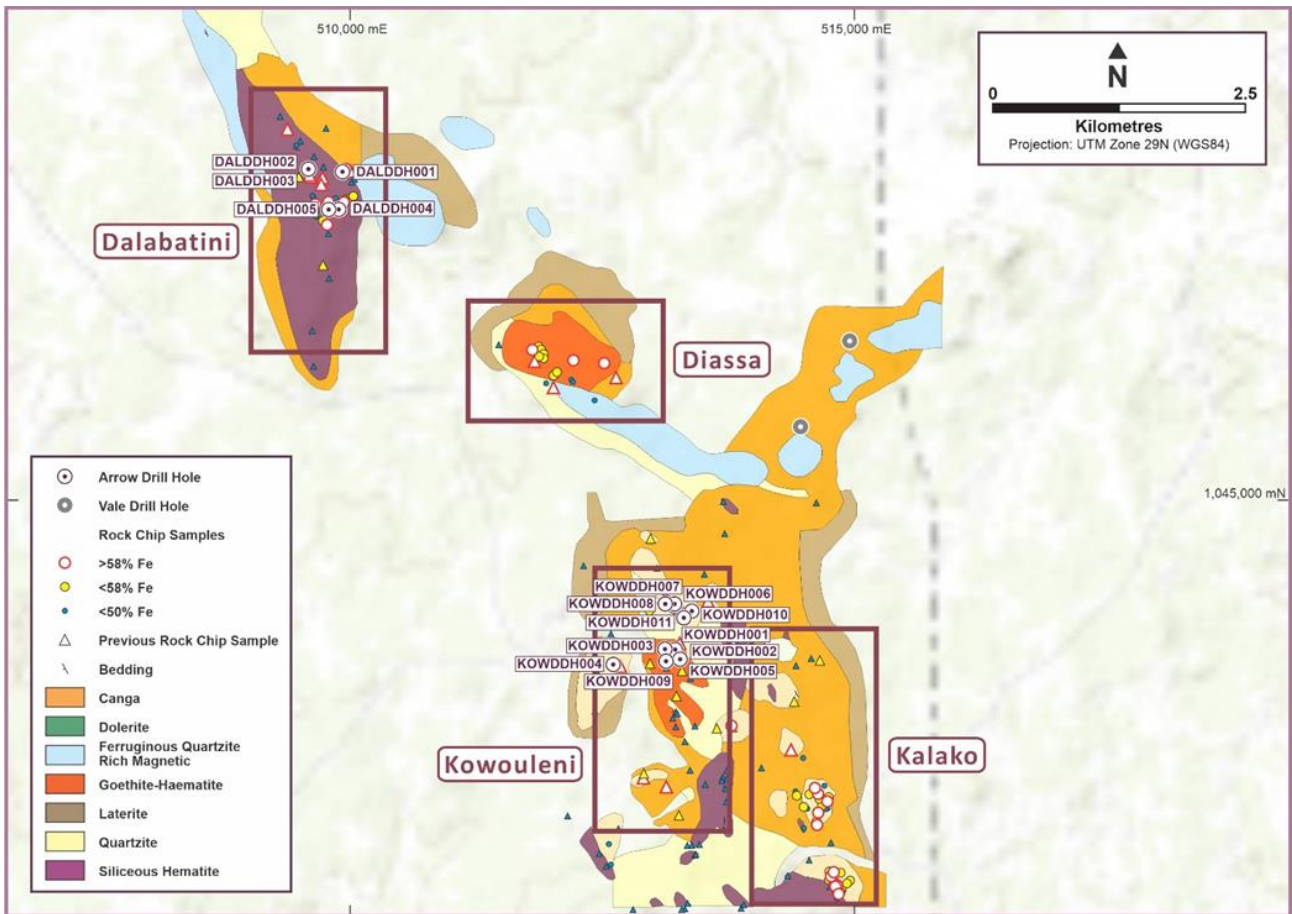 510,000 mE
515,000 mE
N
0
2.5
Kilometres
Projection: UTM Zone 29N (WGS84)
DALDDH002
DALDDH001
DALDDH003
DALDDH005
DALDDH004
Dalabatini
Diassa
1,045,000 mN
Arrow Drill Hole
Vale Drill Hole
Rock Chip Samples
>58% Fe
<58% Fe
<50% Fe
Previous Rock Chip Sample
Bedding
Canga
Dolerite
Ferruginous Quartzite
Rich Magnetic
Goethite-Haematite
Laterite
Quartzite
Siliceous Hematite
KOWDDH007
KOWDDH006
KOWDDH008
KOWDDH010
KOWDDH011
KOWDDH001
KOWDDH003
KOWDDH002
KOWDDH004
KOWDDH005
KOWDDH009
Kowouleni
Kalako